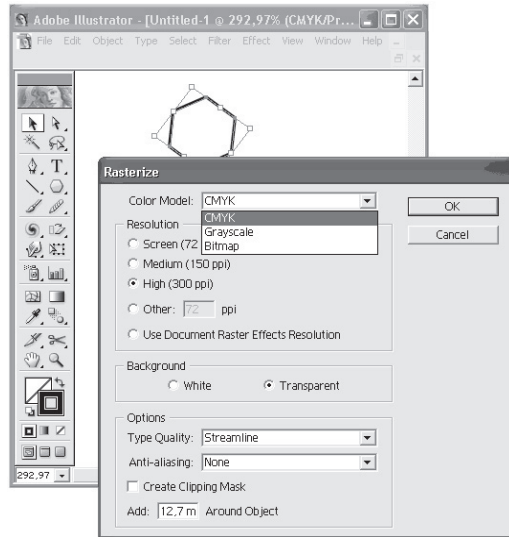 Adobe Illustrator - [Untitled-1 @ 292,97% (CMYK/Pr...
File Edit Object Type Select Filter Effect View Window Help
Rasterize
Color Model: CMYK
OK
CMYK
Grayscale
Bitmap
Cancel
Resolution
Screen (72
Medium (150 ppi)
High (300 ppi)
Other: 72 ppi
Use Document Raster Effects Resolution
Background
White Transparent
Options
Type Quality: Streamline
Anti-aliasing: None
Create Clipping Mask
Add: 12,7 m Around Object
292,97